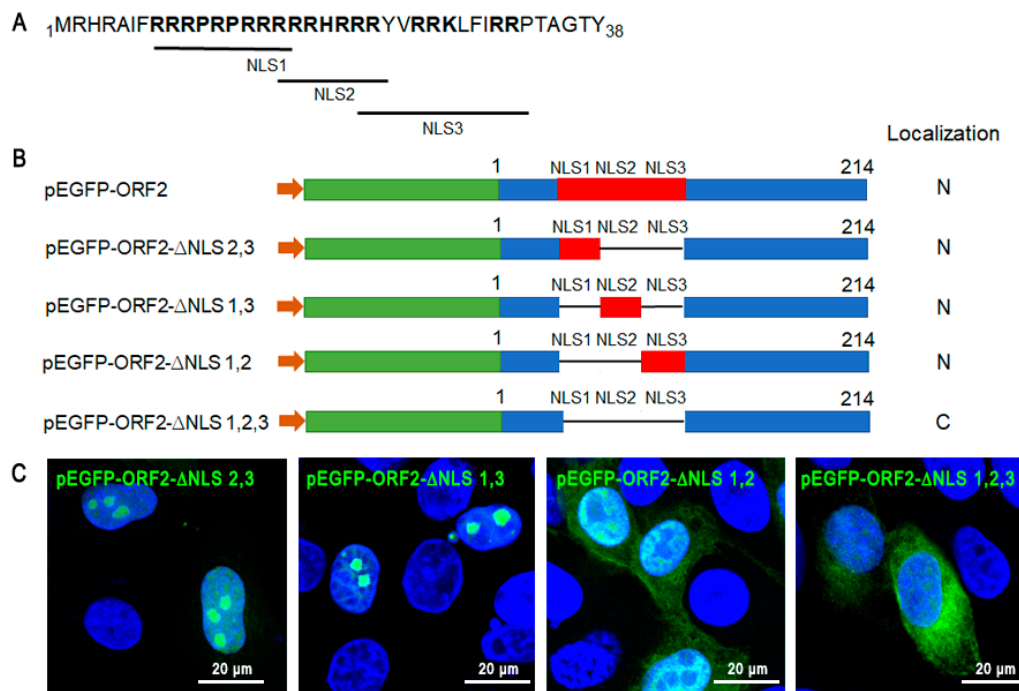 A ₁MRHRAIFRRRPRPRRRRRRHRRRYVRRKLFIRRPTAGTY₃₈
NLS1
NLS2
NLS3
Localization
B
pEGFP-ORF2 1 NLS1 NLS2 NLS3 214 N
pEGFP-ORF2-ΔNLS 2,3 1 NLS1 NLS2 NLS3 214 N
pEGFP-ORF2-ΔNLS 1,3 1 NLS1 NLS2 NLS3 214 N
pEGFP-ORF2-ΔNLS 1,2 1 NLS1 NLS2 NLS3 214 N
pEGFP-ORF2-ΔNLS 1,2,3 1 NLS1 NLS2 NLS3 214 C
C
pEGFP-ORF2-ΔNLS 2,3 pEGFP-ORF2-ΔNLS 1,3 pEGFP-ORF2-ΔNLS 1,2 pEGFP-ORF2-ΔNLS 1,2,3
20 µm 20 µm 20 µm 20 µm